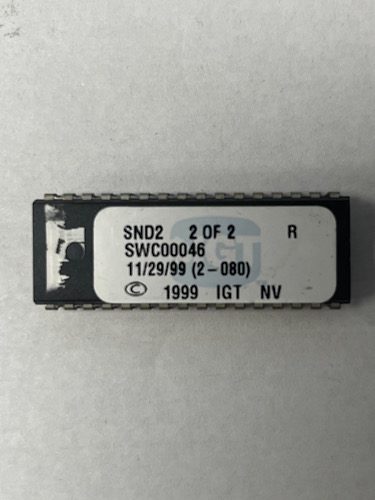 SND2 2 OF 2 R
SWC00046
11/29/99 (2-080)
© 1999 IGT NV